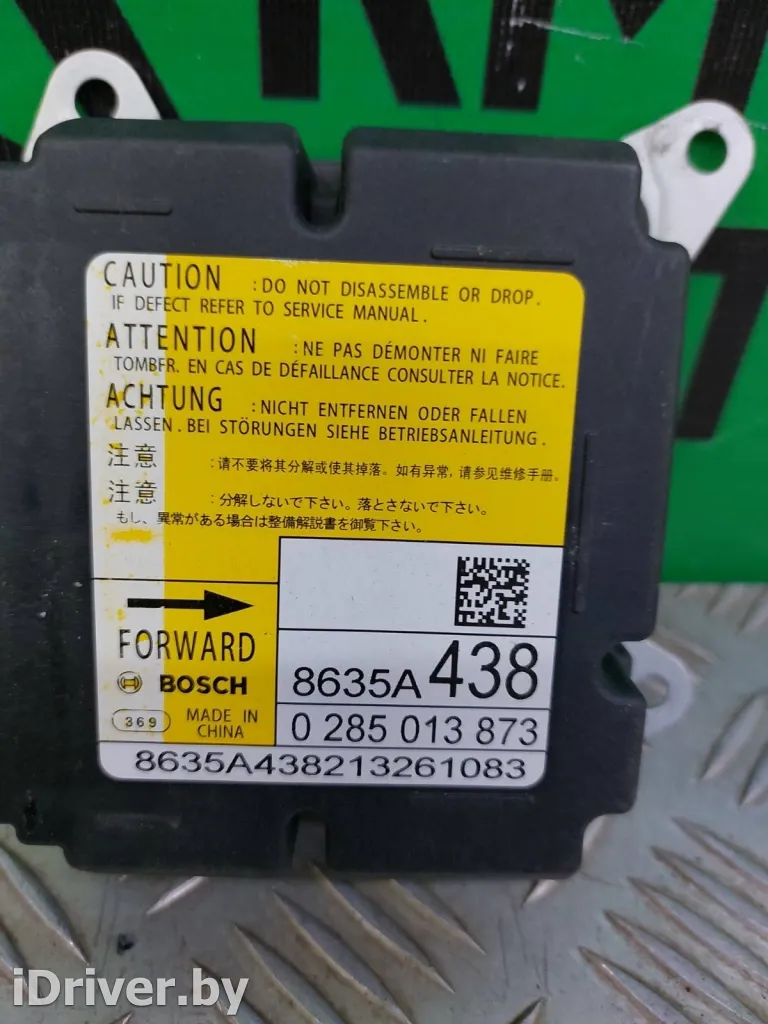 CAUTION : DO NOT DISASSEMBLE OR DROP.
IF DEFECT REFER TO SERVICE MANUAL.
ATTENTION : NE PAS DÉMONTER NI FAIRE
TOMBFR. EN CAS DE DÉFAILLANCE CONSULTER LA NOTICE.
ACHTUNG : NICHT ENTFERNEN ODER FALLEN
LASSEN. BEI STÖRUNGEN SIEHE BETRIEBSANLEITUNG.
注意 : 请不要将其分解或使其掉落。如有异常, 请参见维修手册.
注意 : 分解しないで下さい。落とさないで下さい。
もし、異常がある場合は整備解説書を御覧下さい。
FORWARD
BOSCH
369 MADE IN
CHINA
8635A438
0 285 013 873
8635A438213261083
iDriver.by